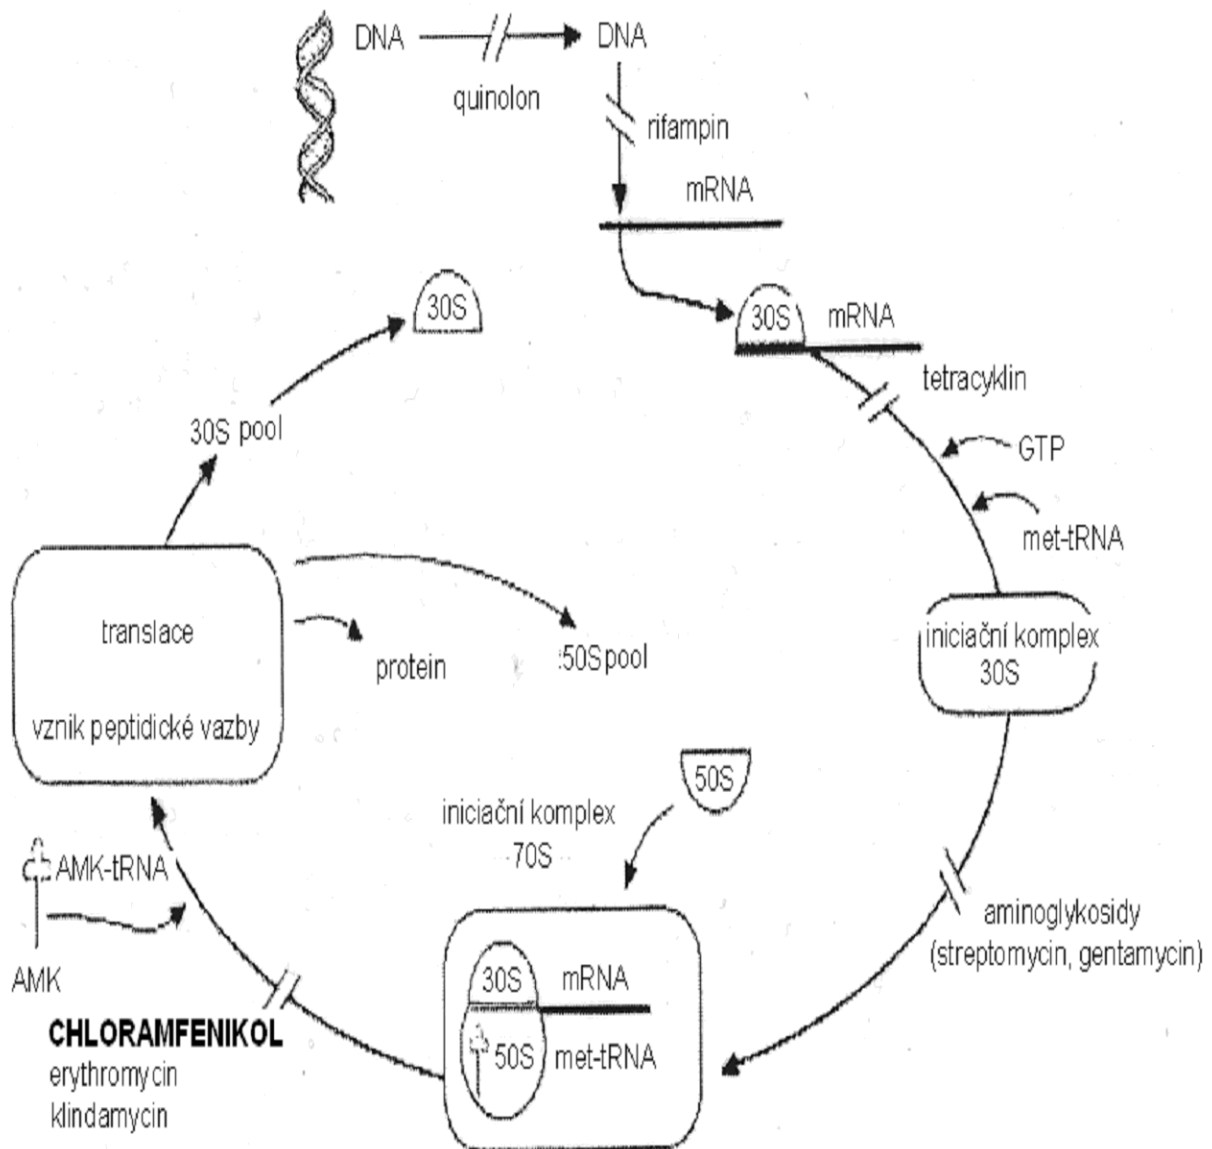 DNA
DNA
quinolon
rifampin
mRNA
30S
30S
mRNA
tetracyklin
30S pool
GTP
met-tRNA
translace
vznik peptidické vazby
protein
50S pool
iniciační komplex
30S
50S
iniciační komplex
70S
AMK-tRNA
AMK
aminoglykosidy
(streptomycin, gentamycin)
30S
mRNA
50S
met-tRNA
CHLORAMFENIKOL
erythromycin
klindamycin